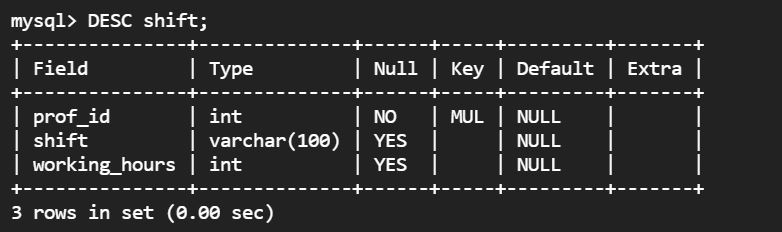 mysql> DESC shift;
+---------------+--------------+------+-----+---------+-------+
| Field         | Type         | Null | Key | Default | Extra |
+---------------+--------------+------+-----+---------+-------+
| prof_id       | int          | NO   | MUL | NULL    |       |
| shift         | varchar(100) | YES  |     | NULL    |       |
| working_hours | int          | YES  |     | NULL    |       |
+---------------+--------------+------+-----+---------+-------+
3 rows in set (0.00 sec)